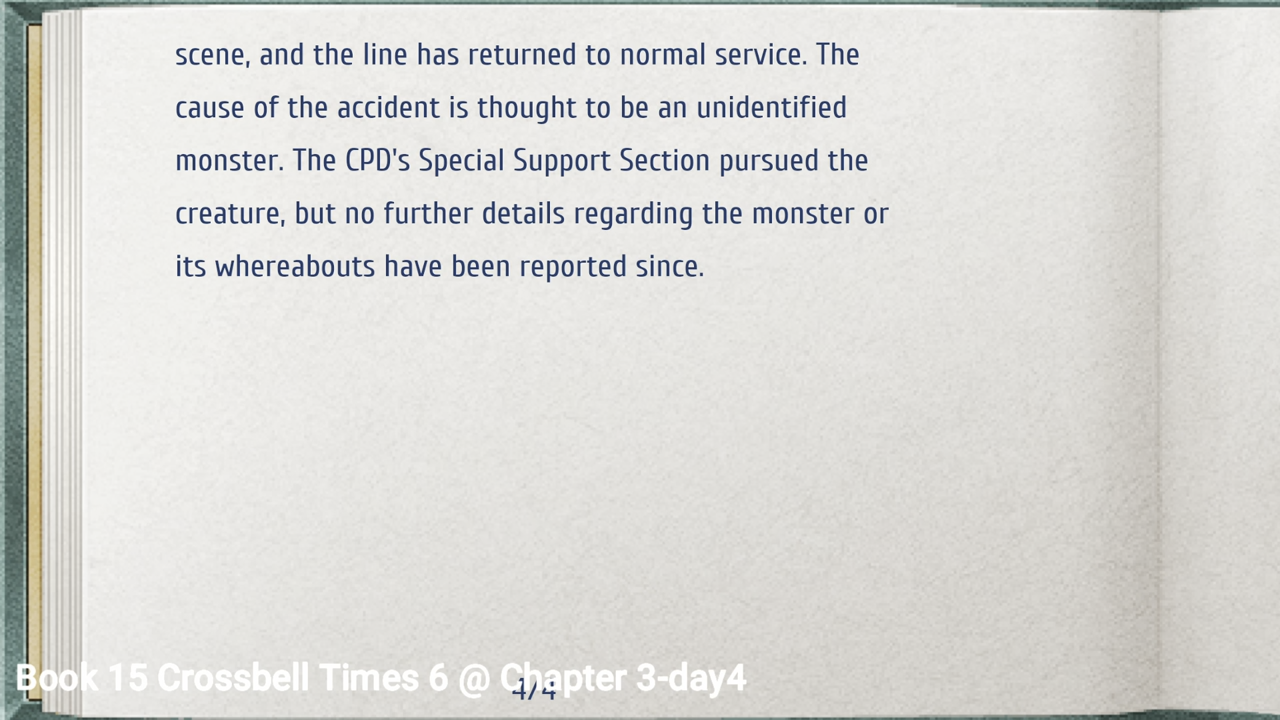 scene, and the line has returned to normal service. The
cause of the accident is thought to be an unidentified
monster. The CPD's Special Support Section pursued the
creature, but no further details regarding the monster or
its whereabouts have been reported since.
Book 15 Crossbell Times 6 @ Chapter 3-day4
4/4